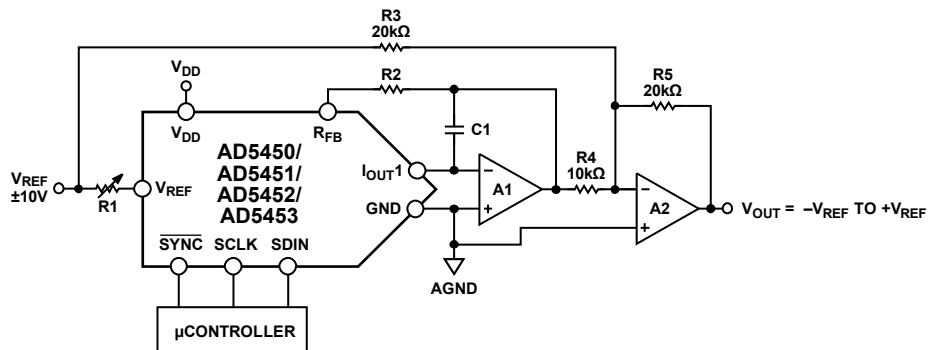 R3
20kΩ
R5
20kΩ
VDD
R2
VDD
RFB
C1
AD5450/
AD5451/
AD5452/
AD5453
VREF
±10V
R1
VREF
IOUT1
GND
A1
R4
10kΩ
A2
VOUT = –VREF TO +VREF
SYNC SCLK SDIN
AGND
µCONTROLLER